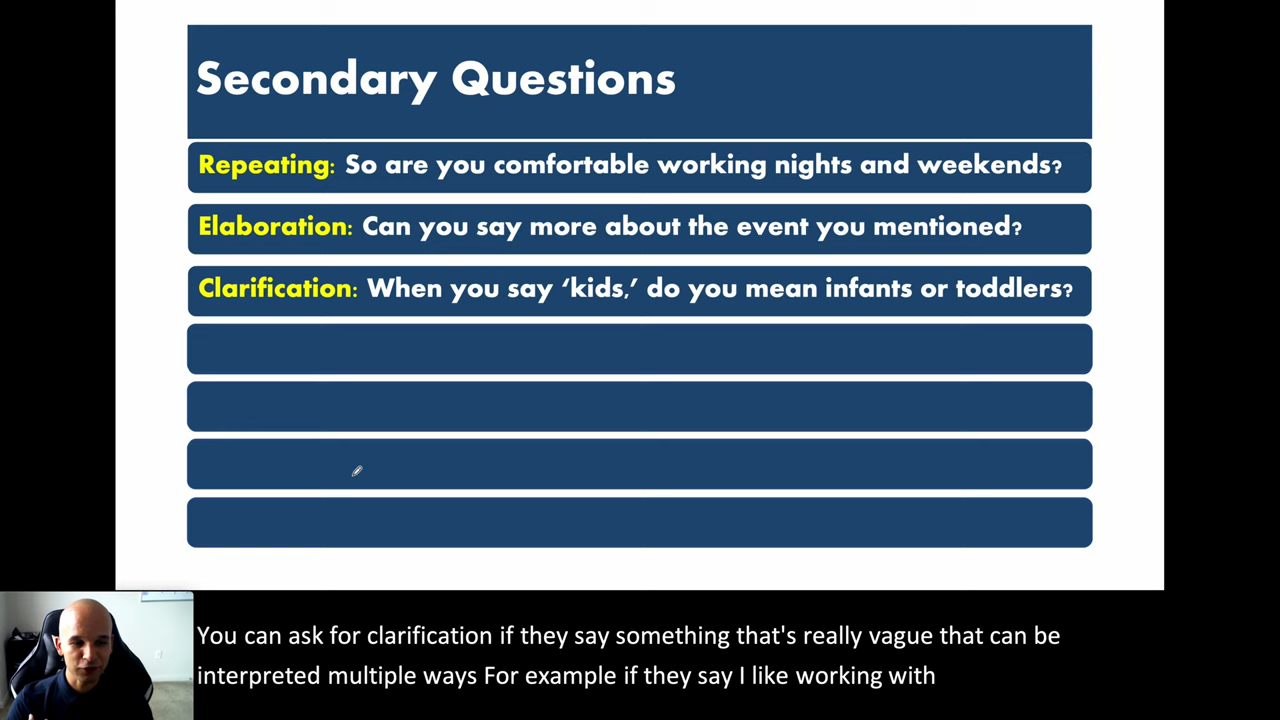 Secondary Questions
Repeating: So are you comfortable working nights and weekends?
Elaboration: Can you say more about the event you mentioned?
Clarification: When you say ‘kids,’ do you mean infants or toddlers?
You can ask for clarification if they say something that's really vague that can be
interpreted multiple ways For example if they say I like working with